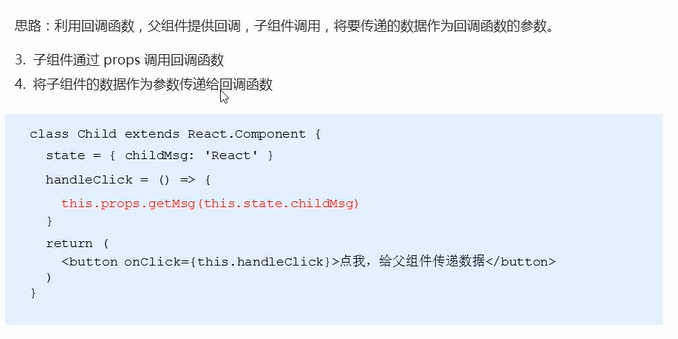 思路：利用回调函数，父组件提供回调，子组件调用，将要传递的数据作为回调函数的参数。
3. 子组件通过 props 调用回调函数
4. 将子组件的数据作为参数传递给回调函数
class Child extends React.Component {
  state = { childMsg: 'React' }
  handleClick = () => {
    this.props.getMsg(this.state.childMsg)
  }
  return (
    <button onClick={this.handleClick}>点我，给父组件传递数据</button>
  )
}